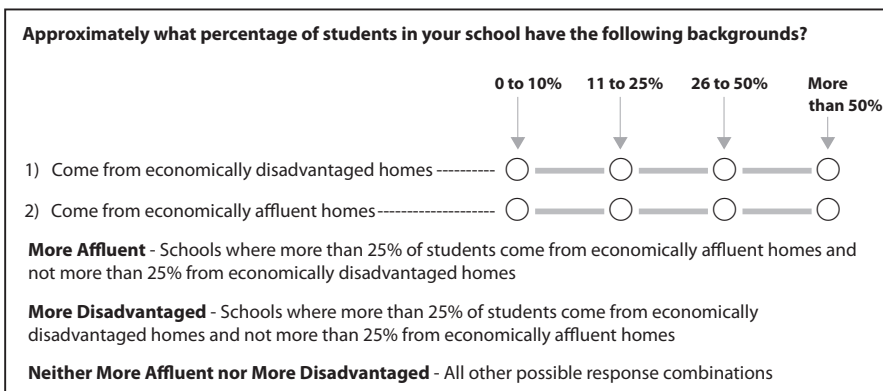 Approximately what percentage of students in your school have the following backgrounds?
0 to 10% 11 to 25% 26 to 50% More
than 50%
1) Come from economically disadvantaged homes ----------
2) Come from economically affluent homes--------------------
More Affluent - Schools where more than 25% of students come from economically affluent homes and
not more than 25% from economically disadvantaged homes
More Disadvantaged - Schools where more than 25% of students come from economically
disadvantaged homes and not more than 25% from economically affluent homes
Neither More Affluent nor More Disadvantaged - All other possible response combinations